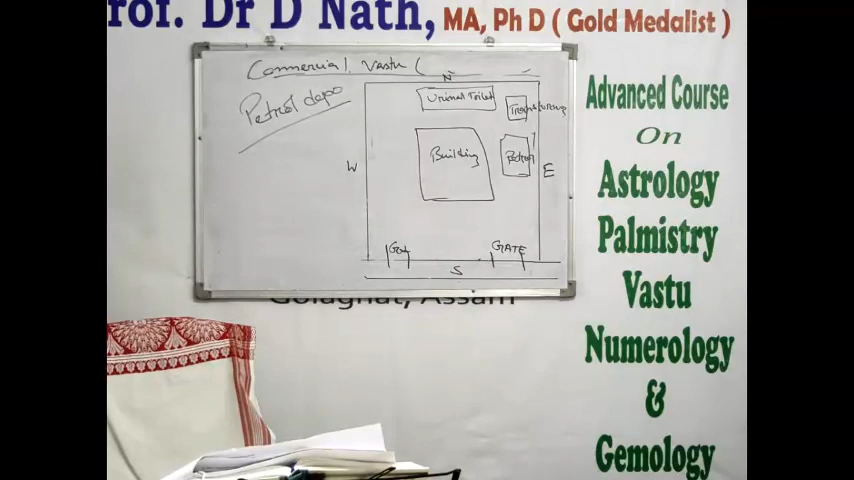 rof. Dr D Nath, MA, Ph D ( Gold Medalist )
Commercial Vastu (
Petrol depo
N
Urinal Toilet
Building
W
E
GATE
S
Golaghat, Assam
Advanced Course
On
Astrology
Palmistry
Vastu
Numerology
&
Gemology